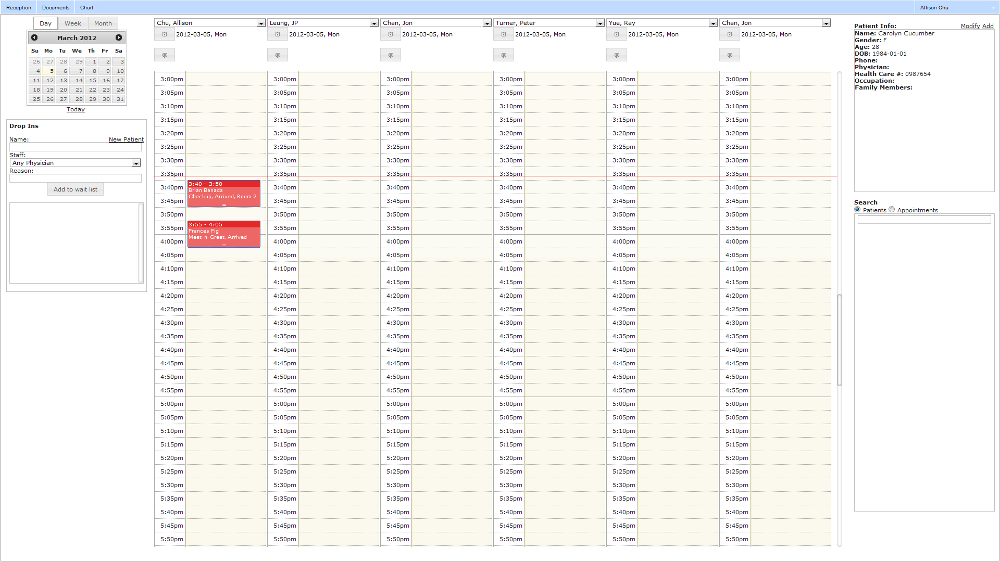 Reception Documents Chart Allison Chu
Day Week Month
March 2012
Su Mo Tu We Th Fr Sa
26 27 28 29 1 2 3
4 5 6 7 8 9 10
11 12 13 14 15 16 17
18 19 20 21 22 23 24
25 26 27 28 29 30 31
Today
Drop Ins
Name: New Patient
Staff:
Any Physician
Reason:
Add to wait list
Chu, Allison Leung, JP Chan, Jon Turner, Peter Yue, Ray Chan, Jon
2012-03-05, Mon 2012-03-05, Mon 2012-03-05, Mon 2012-03-05, Mon 2012-03-05, Mon 2012-03-05, Mon
3:00pm 3:00pm 3:00pm 3:00pm 3:00pm 3:00pm
3:05pm 3:05pm 3:05pm 3:05pm 3:05pm 3:05pm
3:10pm 3:10pm 3:10pm 3:10pm 3:10pm 3:10pm
3:15pm 3:15pm 3:15pm 3:15pm 3:15pm 3:15pm
3:20pm 3:20pm 3:20pm 3:20pm 3:20pm 3:20pm
3:25pm 3:25pm 3:25pm 3:25pm 3:25pm 3:25pm
3:30pm 3:30pm 3:30pm 3:30pm 3:30pm 3:30pm
3:35pm 3:35pm 3:35pm 3:35pm 3:35pm 3:35pm
3:40pm 3:40pm 3:40pm 3:40pm 3:40pm 3:40pm
3:45pm 3:45pm 3:45pm 3:45pm 3:45pm 3:45pm
3:50pm 3:50pm 3:50pm 3:50pm 3:50pm 3:50pm
3:55pm 3:55pm 3:55pm 3:55pm 3:55pm 3:55pm
4:00pm 4:00pm 4:00pm 4:00pm 4:00pm 4:00pm
4:05pm 4:05pm 4:05pm 4:05pm 4:05pm 4:05pm
4:10pm 4:10pm 4:10pm 4:10pm 4:10pm 4:10pm
4:15pm 4:15pm 4:15pm 4:15pm 4:15pm 4:15pm
4:20pm 4:20pm 4:20pm 4:20pm 4:20pm 4:20pm
4:25pm 4:25pm 4:25pm 4:25pm 4:25pm 4:25pm
4:30pm 4:30pm 4:30pm 4:30pm 4:30pm 4:30pm
4:35pm 4:35pm 4:35pm 4:35pm 4:35pm 4:35pm
4:40pm 4:40pm 4:40pm 4:40pm 4:40pm 4:40pm
4:45pm 4:45pm 4:45pm 4:45pm 4:45pm 4:45pm
4:50pm 4:50pm 4:50pm 4:50pm 4:50pm 4:50pm
4:55pm 4:55pm 4:55pm 4:55pm 4:55pm 4:55pm
5:00pm 5:00pm 5:00pm 5:00pm 5:00pm 5:00pm
5:05pm 5:05pm 5:05pm 5:05pm 5:05pm 5:05pm
5:10pm 5:10pm 5:10pm 5:10pm 5:10pm 5:10pm
5:15pm 5:15pm 5:15pm 5:15pm 5:15pm 5:15pm
5:20pm 5:20pm 5:20pm 5:20pm 5:20pm 5:20pm
5:25pm 5:25pm 5:25pm 5:25pm 5:25pm 5:25pm
5:30pm 5:30pm 5:30pm 5:30pm 5:30pm 5:30pm
5:35pm 5:35pm 5:35pm 5:35pm 5:35pm 5:35pm
5:40pm 5:40pm 5:40pm 5:40pm 5:40pm 5:40pm
5:45pm 5:45pm 5:45pm 5:45pm 5:45pm 5:45pm
5:50pm 5:50pm 5:50pm 5:50pm 5:50pm 5:50pm
3:40 - 3:50
Brian Banada
Checkup, Arrived, Room 2
3:55 - 4:05
Frances Fig
Meet-n-Greet, Arrived
Patient Info: Modify Add
Name: Carolyn Cucumber
Gender: F
Age: 28
DOB: 1984-01-01
Phone:
Physician:
Health Care #: 0987654
Occupation:
Family Members:
Search
Patients Appointments